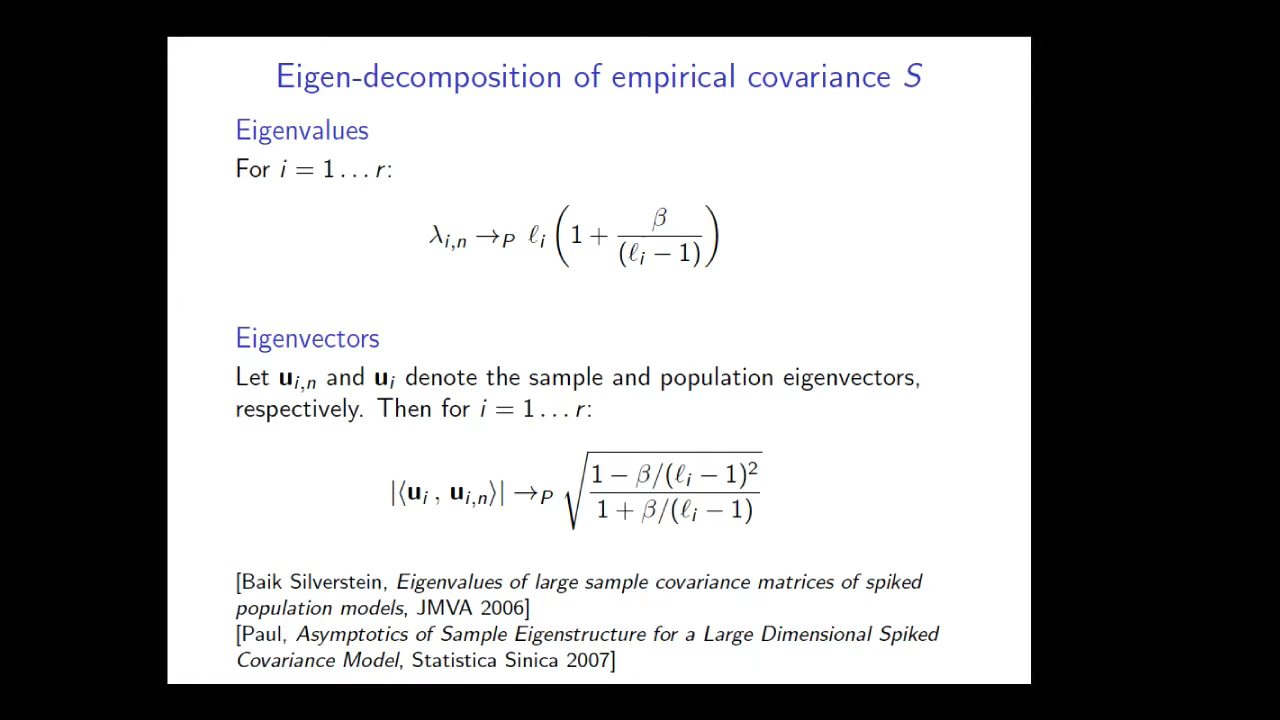 Eigen-decomposition of empirical covariance S
Eigenvalues
For i = 1 . . . r:
λ_{i,n} →_P ℓ_i (1 + β/(ℓ_i − 1))
Eigenvectors
Let u_{i,n} and u_i denote the sample and population eigenvectors,
respectively. Then for i = 1 . . . r:
|⟨u_i , u_{i,n}⟩| →_P √((1 − β/(ℓ_i − 1)²)/(1 + β/(ℓ_i − 1)))
[Baik Silverstein, Eigenvalues of large sample covariance matrices of spiked
population models, JMVA 2006]
[Paul, Asymptotics of Sample Eigenstructure for a Large Dimensional Spiked
Covariance Model, Statistica Sinica 2007]